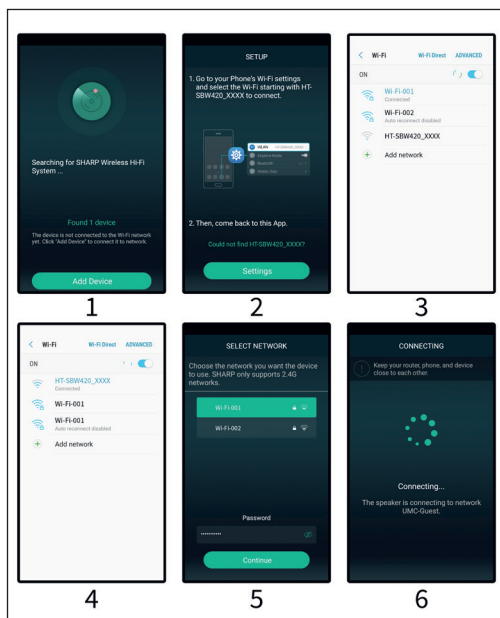 Searching for SHARP Wireless Hi-Fi
System ...
Found 1 device
The device is not connected to the Wi-Fi network
yet. Click "Add Device" to connect it to network.
Add Device
1
SETUP
1. Go to your Phone's Wi-Fi settings
and select the Wi-Fi starting with HT-
SBW420_XXXX to connect.
WLAN HT-SBW420_XXXX
Airplane Mode
Bluetooth
Mobile Data
2. Then, come back to this App.
Could not find HT-SBW420_XXXX?
Settings
2
Wi-Fi Wi-Fi Direct ADVANCED
ON
Wi-Fi-001
Connected
Wi-Fi-002
Auto reconnect disabled
HT-SBW420_XXXX
Add network
3
Wi-Fi Wi-Fi Direct ADVANCED
ON
HT-SBW420_XXXX
Connected
Wi-Fi-001
Wi-Fi-001
Auto reconnect disabled
Add network
4
SELECT NETWORK
Choose the network you want the device
to use. SHARP only supports 2.4G
networks.
Wi-Fi-001
Wi-Fi-002
Password
Continue
5
CONNECTING
Keep your router, phone, and device
close to each other.
Connecting...
The speaker is connecting to network
UMC-Guest.
6